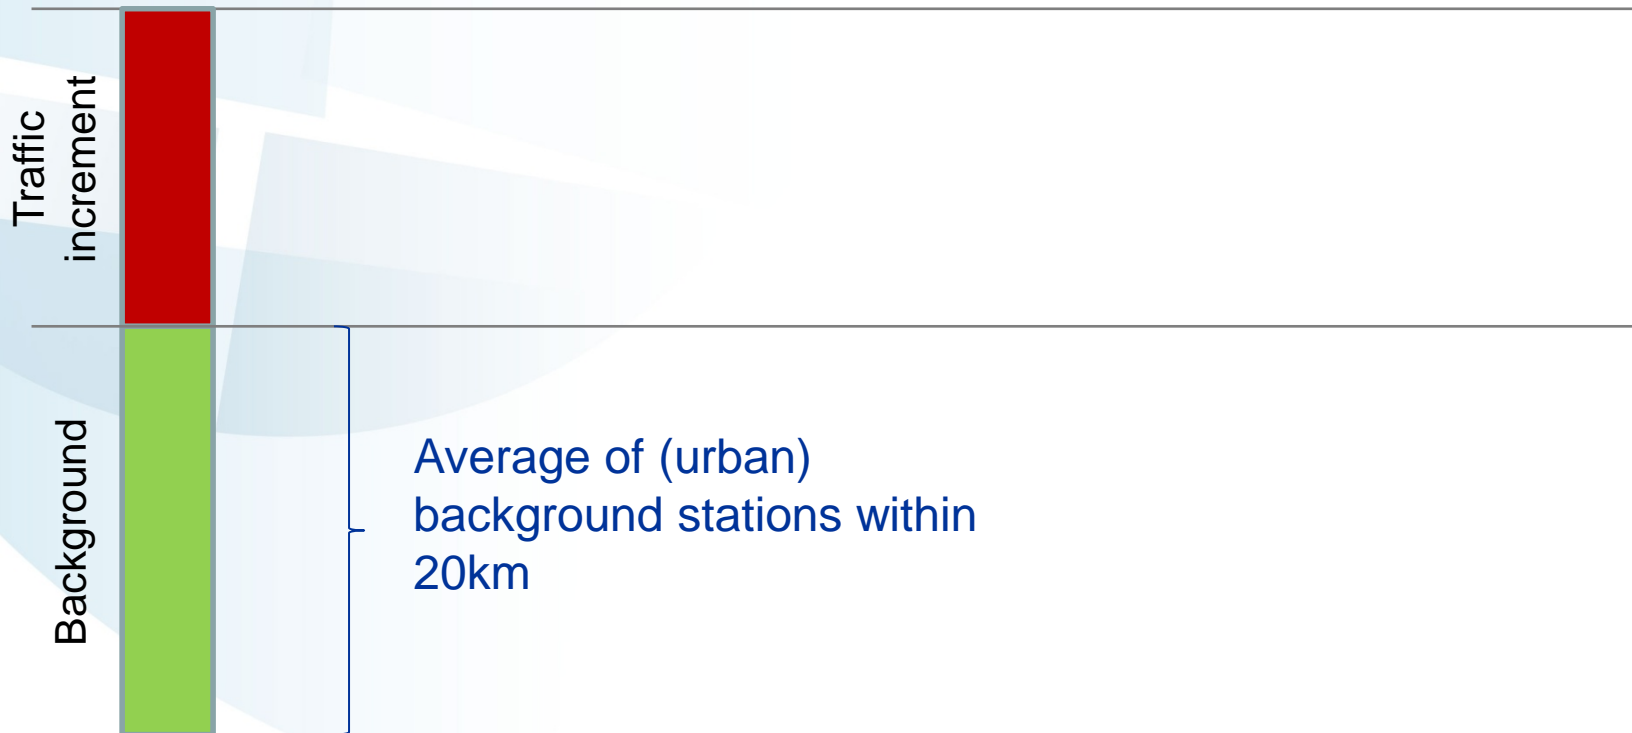 Traffic
increment
Background
Average of (urban)
background stations within
20km